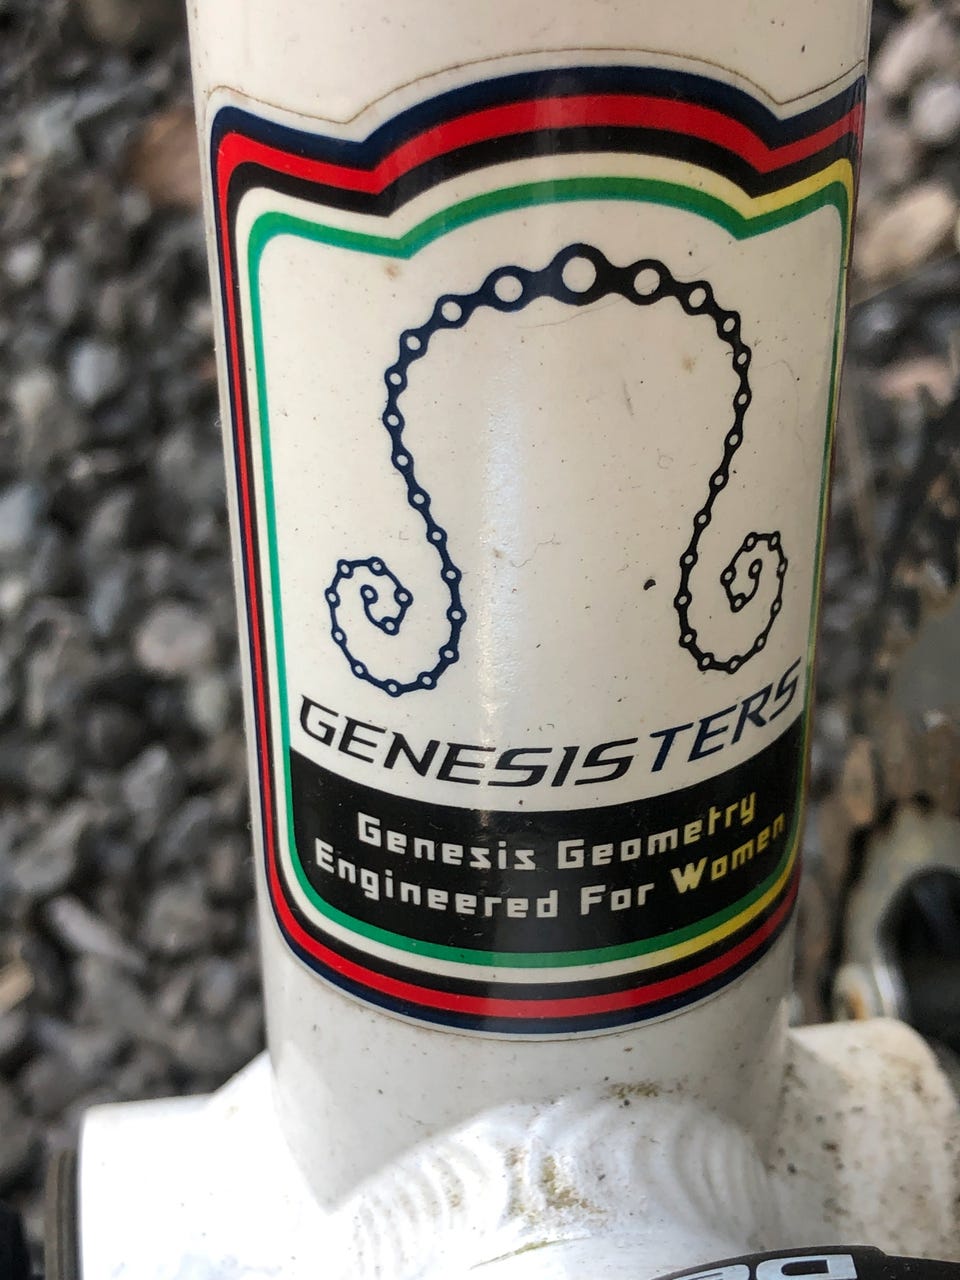 GENESISTERS
Genesis Geometry
Engineered For Women